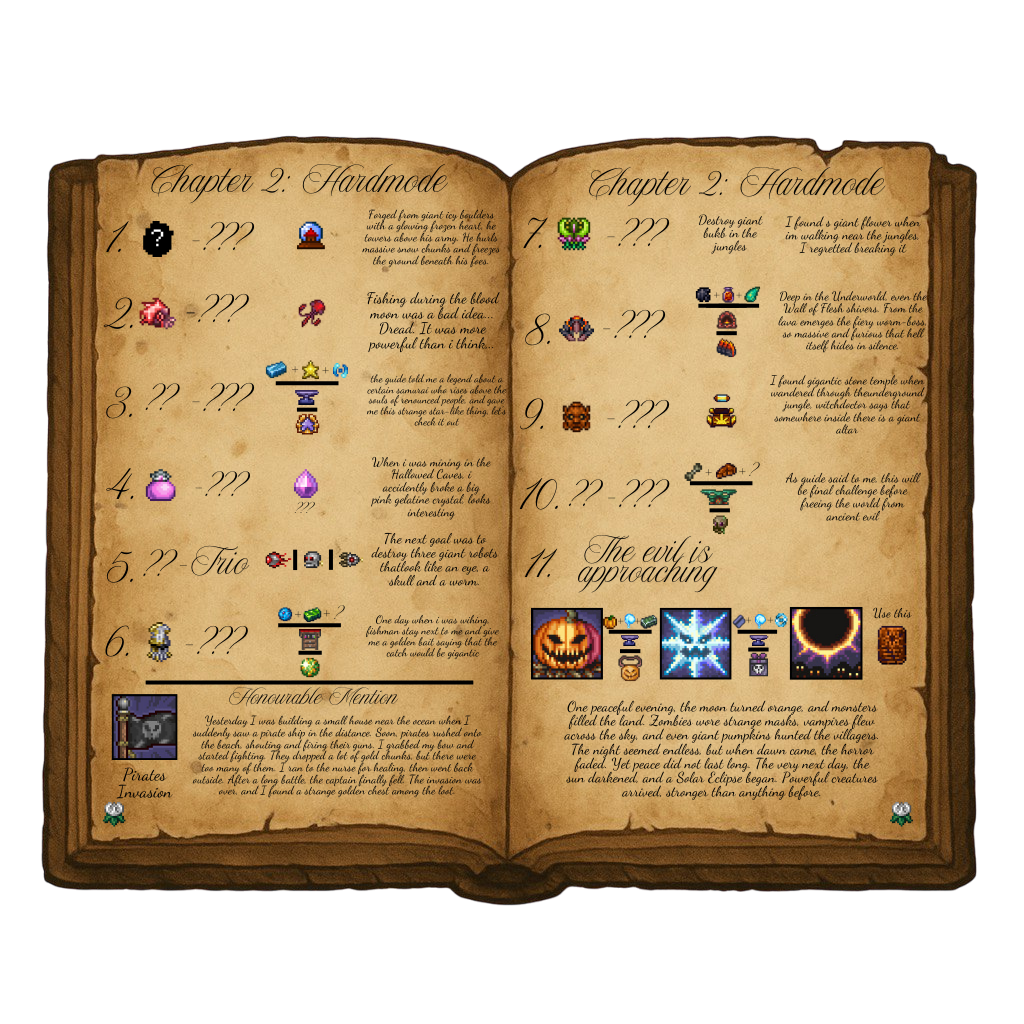 Chapter 2: Hardmode
1. ? - ???
Forged from giant icy boulders
with a glowing frozen heart, he
towers above his army. He hurls
massive snow chunks and freezes
the ground beneath his foes.
2. - ???
Fishing during the blood
moon was a bad idea...
Dread. It was more
powerful than i think...
3. ?? - ???
+ +
the guide told me a legend about a
certain samurai who rises above the
souls of renounced people, and gave
me this strange star-like thing, lets
check it out
4. - ???
???
When i was mining in the
Hallowed Caves, i
accidently broke a big
pink gelatine crystal, looks
interesting
5. ?? - Trio
The next goal was to
destroy three giant robots
thatlook like an eye, a
skull and a worm.
6. - ???
+ + ?
One day when i was wihing,
fishman stay next to me and give
me a golden bait saying that the
catch would be gigantic
Honourable Mention
Pirates
Invasion
Yesterday I was building a small house near the ocean when I
suddenly saw a pirate ship in the distance. Soon, pirates rushed onto
the beach, shouting and firing their guns. I grabbed my bow and
started fighting. They dropped a lot of gold chunks, but there were
too many of them. I ran to the nurse for healing, then went back
outside. After a long battle, the captain finally fell. The invasion was
over, and I found a strange golden chest among the loot.
Chapter 2: Hardmode
7. - ???
Destroy giant
bukb in the
jungles
I found s giant flower when
im walking near the jungles,
I regretted breaking it
8. - ???
+ +
Deep in the Underworld, even the
Wall of Flesh shivers. From the
lava emerges the fiery worm-boss,
so massive and furious that hell
itself hides in silence.
9. - ???
I found gigantic stone temple when
wandered through theunderground
jungle, witchdoctor says that
somewhere inside there is a giant
altar
10. ?? - ???
+ + ?
As guide said to me, this will
be final challenge before
freeing the world from
ancient evil
11. The evil is
approaching
+ +
+ +
Use this
One peaceful evening, the moon turned orange, and monsters
filled the land. Zombies wore strange masks, vampires flew
across the sky, and even giant pumpkins hunted the villagers.
The night seemed endless, but when dawn came, the horror
faded. Yet peace did not last long. The very next day, the
sun darkened, and a Solar Eclipse began. Powerful creatures
arrived, stronger than anything before.